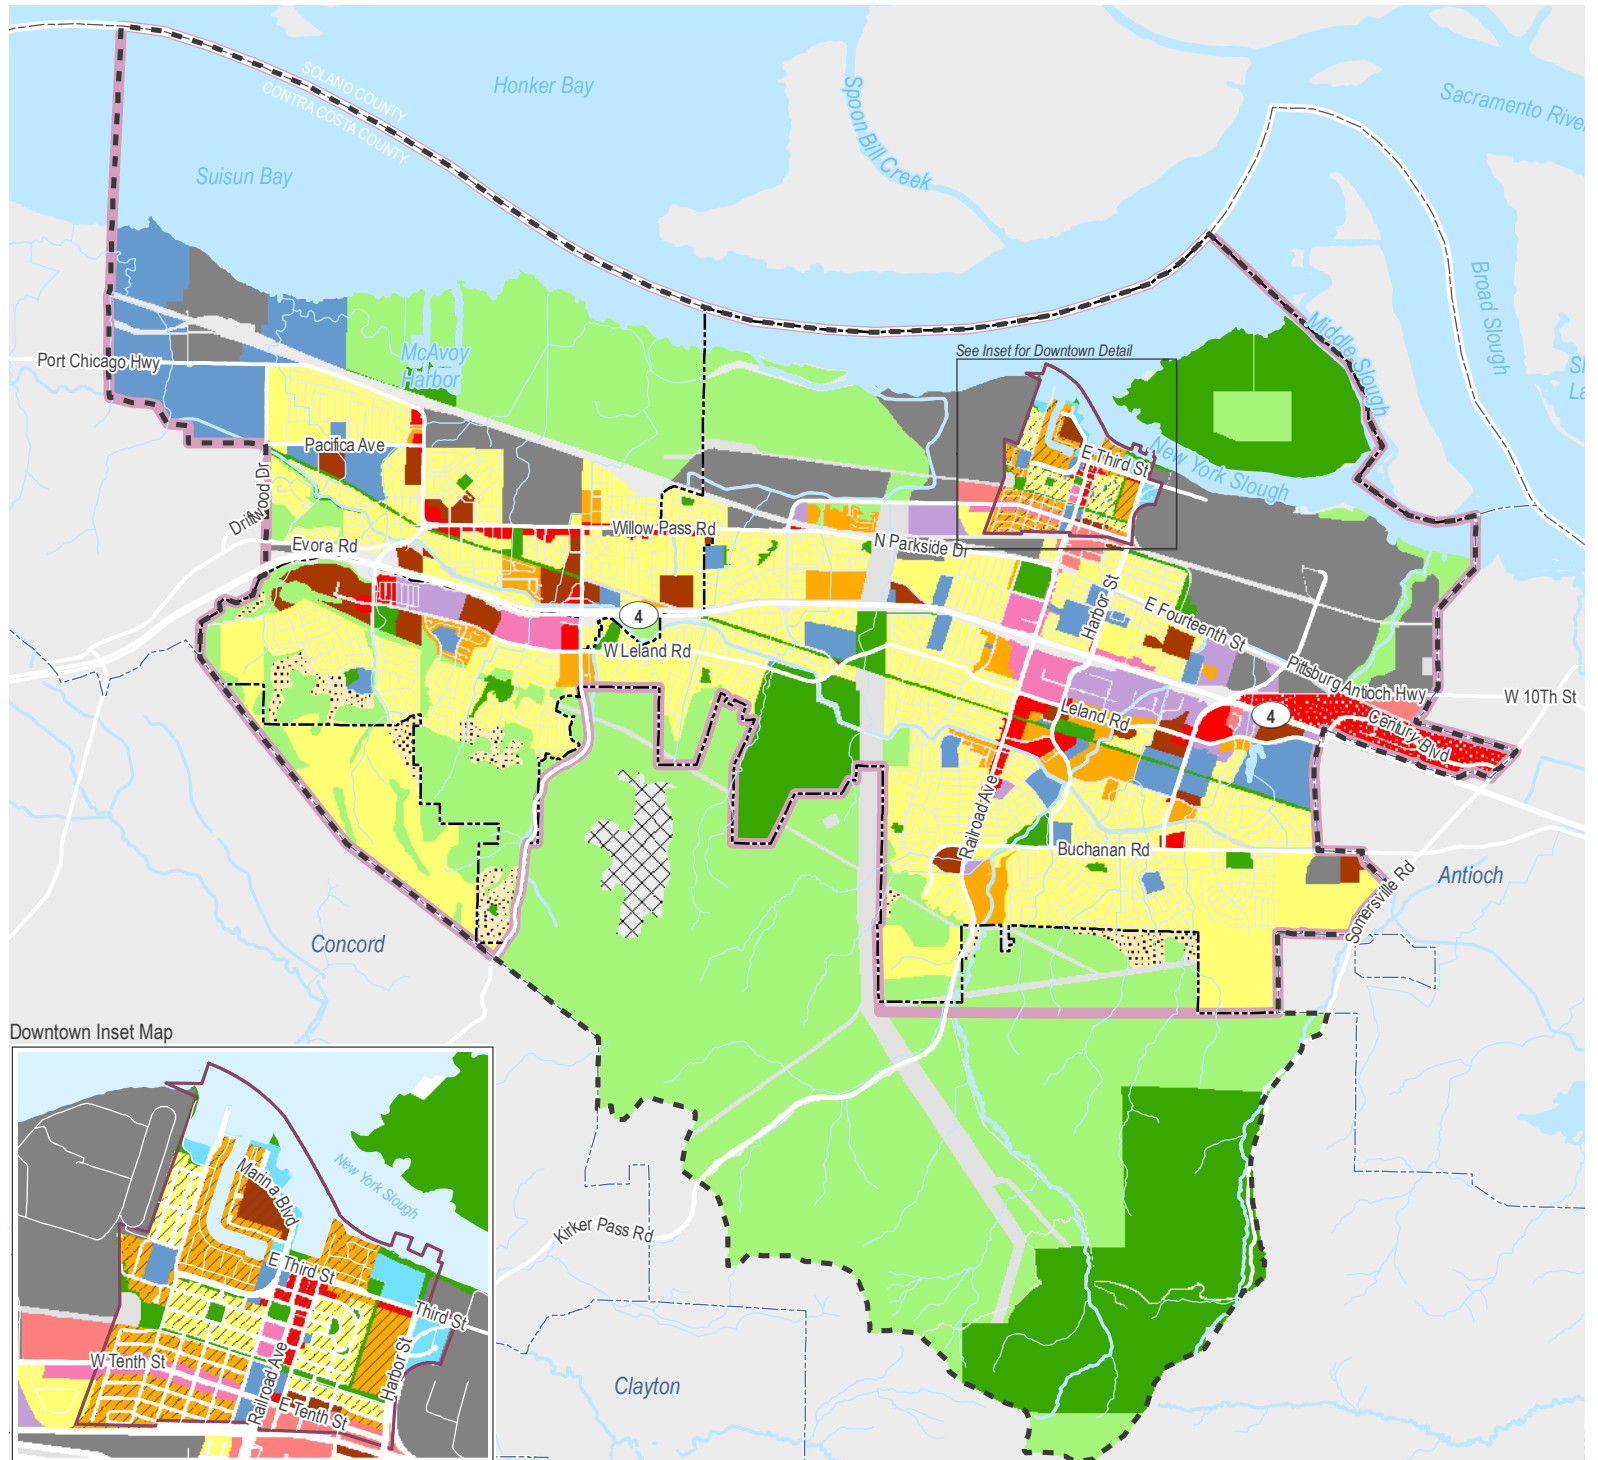 SOLANO COUNTY
CONTRA COSTA COUNTY
Honker Bay
Spoon Bill Creek
Sacramento River
Suisun Bay
Broad Slough
Middle Slough
McAvoy
Harbor
Port Chicago Hwy
See Inset for Downtown Detail
Pacifica Ave
E Third St
New York Slough
Driftwood Dr
Willow Pass Rd
N Parkside Dr
Evora Rd
Harbor St
E Fourteenth St
4
W Leland Rd
Pittsburg Antioch Hwy
W 10Th St
Leland Rd
4
Century Blvd
Railroad Ave
Buchanan Rd
Somersville Rd
Antioch
Concord
Downtown Inset Map
Marina Blvd
New York Slough
E Third St
Third St
W Tenth St
Railroad Ave
Harbor St
E Tenth St
Kirker Pass Rd
Clayton